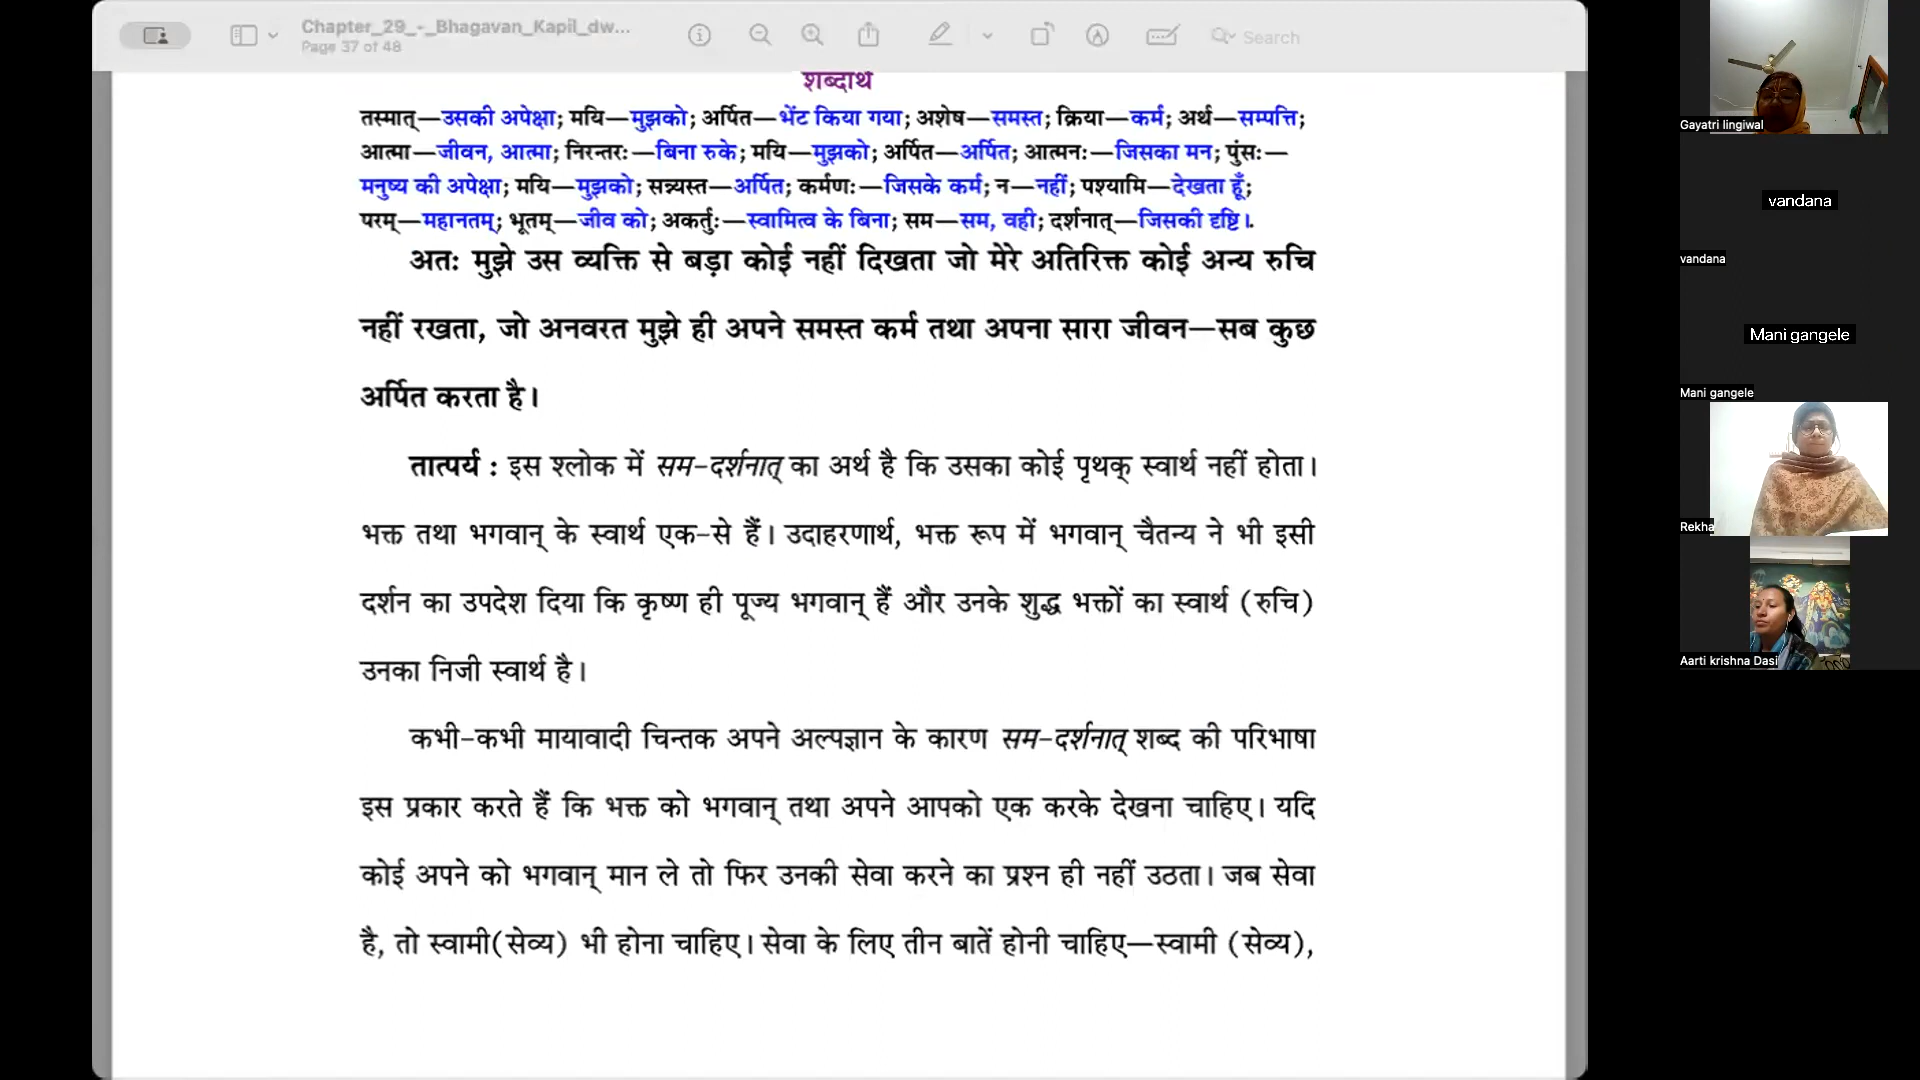 Chapter_29_-_Bhagavan_Kapil_dw...
Page 37 of 48
Search
शब्दार्थ
तस्मात्—उसकी अपेक्षा; मयि—मुझको; अर्पित—भेंट किया गया; अशेष—समस्त; क्रिया—कर्म; अर्थ—सम्पत्ति;
आत्मा—जीवन, आत्मा; निरन्तरः—बिना रुके; मयि—मुझको; अर्पित—अर्पित; आत्मनः—जिसका मन; पुंसः—
मनुष्य की अपेक्षा; मयि—मुझको; सन्न्यस्त—अर्पित; कर्मणः—जिसके कर्म; न—नहीं; पश्यामि—देखता हूँ;
परम्—महानतम्; भूतम्—जीव को; अकर्तुः—स्वामित्व के बिना; सम—सम, वही; दर्शनात्—जिसकी दृष्टि।.
अतः मुझे उस व्यक्ति से बड़ा कोई नहीं दिखता जो मेरे अतिरिक्त कोई अन्य रुचि
नहीं रखता, जो अनवरत मुझे ही अपने समस्त कर्म तथा अपना सारा जीवन—सब कुछ
अर्पित करता है।
तात्पर्य : इस श्लोक में सम-दर्शनात् का अर्थ है कि उसका कोई पृथक् स्वार्थ नहीं होता।
भक्त तथा भगवान् के स्वार्थ एक-से हैं। उदाहरणार्थ, भक्त रूप में भगवान् चैतन्य ने भी इसी
दर्शन का उपदेश दिया कि कृष्ण ही पूज्य भगवान् हैं और उनके शुद्ध भक्तों का स्वार्थ (रुचि)
उनका निजी स्वार्थ है।
कभी-कभी मायावादी चिन्तक अपने अल्पज्ञान के कारण सम-दर्शनात् शब्द की परिभाषा
इस प्रकार करते हैं कि भक्त को भगवान् तथा अपने आपको एक करके देखना चाहिए। यदि
कोई अपने को भगवान् मान ले तो फिर उनकी सेवा करने का प्रश्न ही नहीं उठता। जब सेवा
है, तो स्वामी(सेव्य) भी होना चाहिए। सेवा के लिए तीन बातें होनी चाहिए—स्वामी (सेव्य),
Gayatri lingiwal
vandana
vandana
Mani gangele
Mani gangele
Rekha
Aarti krishna Dasi